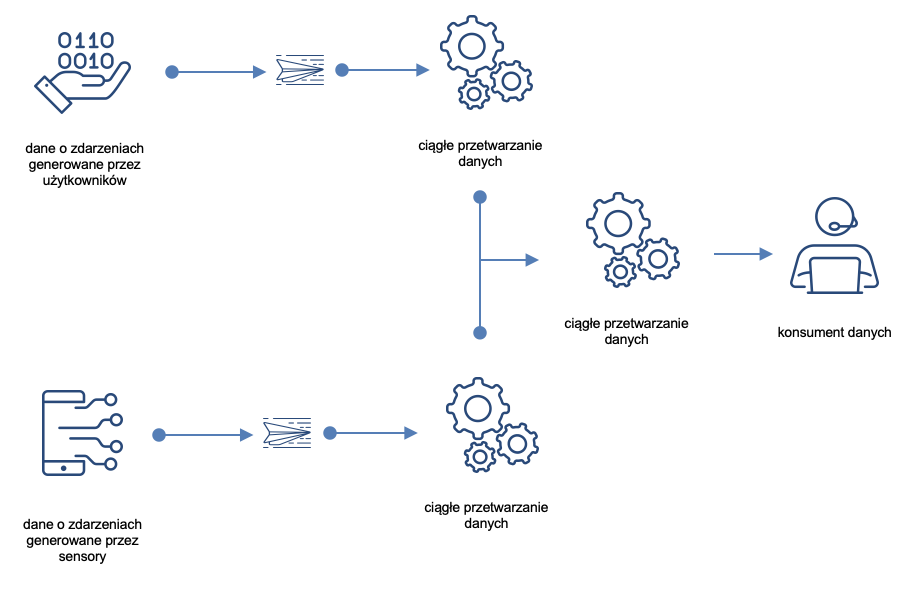 0110
0010
dane o zdarzeniach
generowane przez
użytkowników
ciągłe przetwarzanie
danych
ciągłe przetwarzanie
danych
konsument danych
dane o zdarzeniach
generowane przez
sensory
ciągłe przetwarzanie
danych